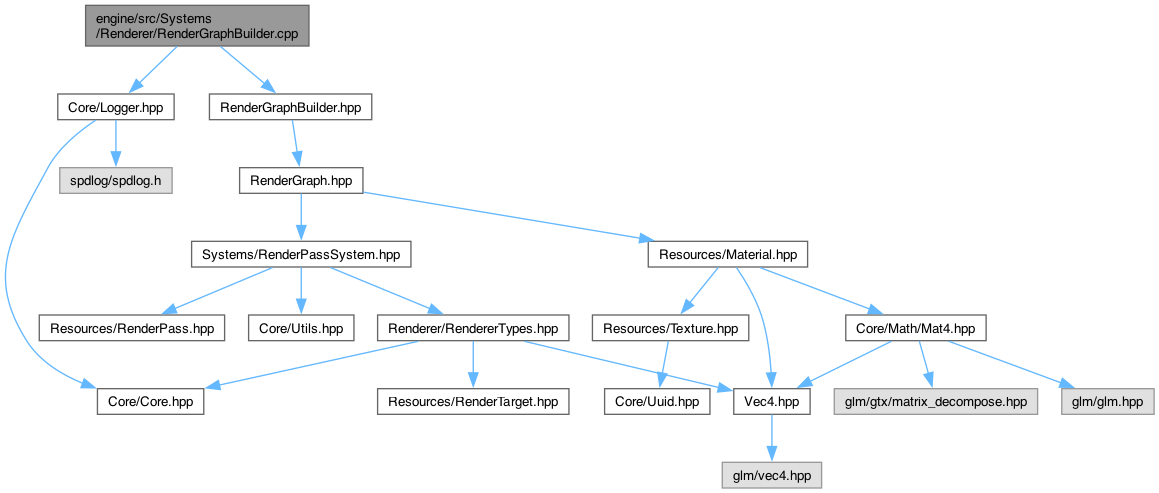 engine/src/Systems
/Renderer/RenderGraphBuilder.cpp
Core/Logger.hpp
RenderGraphBuilder.hpp
spdlog/spdlog.h
RenderGraph.hpp
Systems/RenderPassSystem.hpp
Resources/Material.hpp
Resources/RenderPass.hpp
Core/Utils.hpp
Renderer/RendererTypes.hpp
Resources/Texture.hpp
Core/Math/Mat4.hpp
Core/Core.hpp
Resources/RenderTarget.hpp
Core/Uuid.hpp
Vec4.hpp
glm/gtx/matrix_decompose.hpp
glm/glm.hpp
glm/vec4.hpp